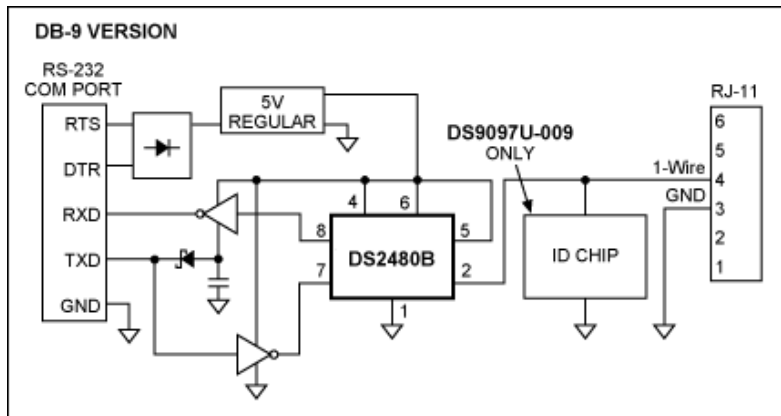 DB-9 VERSION
RS-232
COM PORT
RTS
DTR
RXD
TXD
GND
5V
REGULAR
DS9097U-009
ONLY
4
6
8
7
5
2
1
DS2480B
ID CHIP
1-Wire
GND
RJ-11
6
5
4
3
2
1